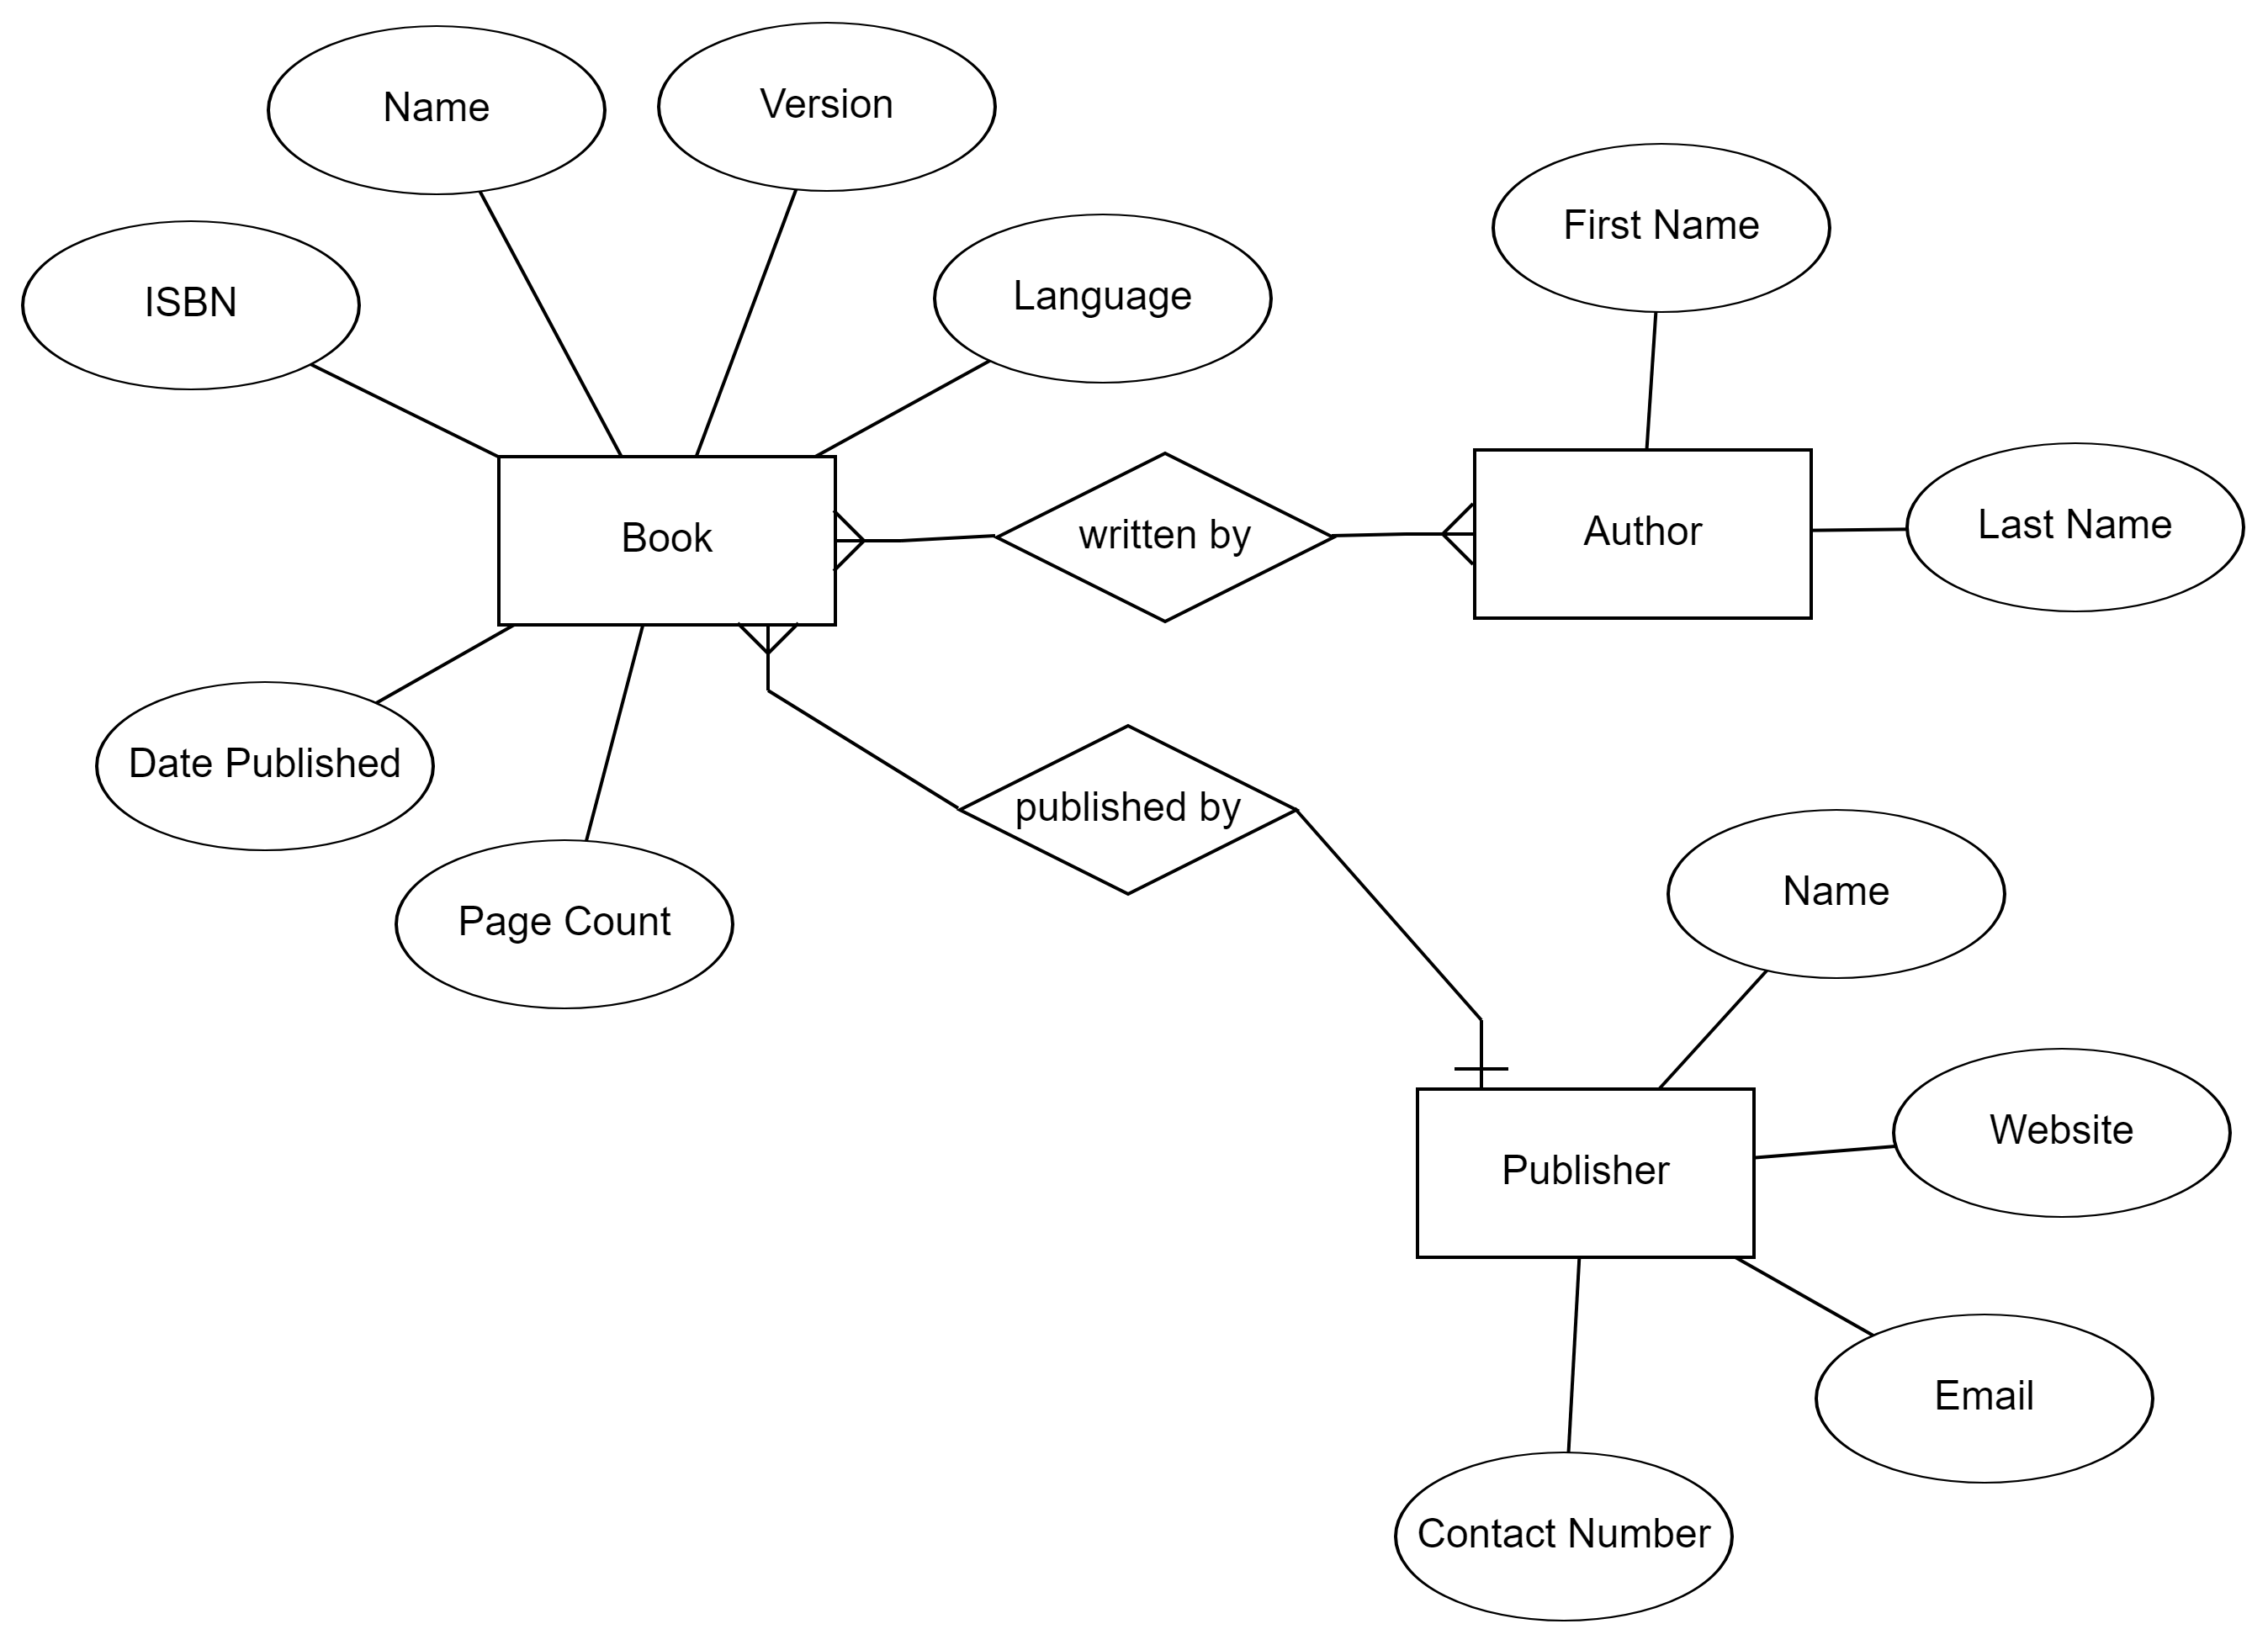 Name
Version
ISBN
Language
First Name
Book
written by
Author
Last Name
Date Published
Page Count
published by
Name
Website
Publisher
Email
Contact Number